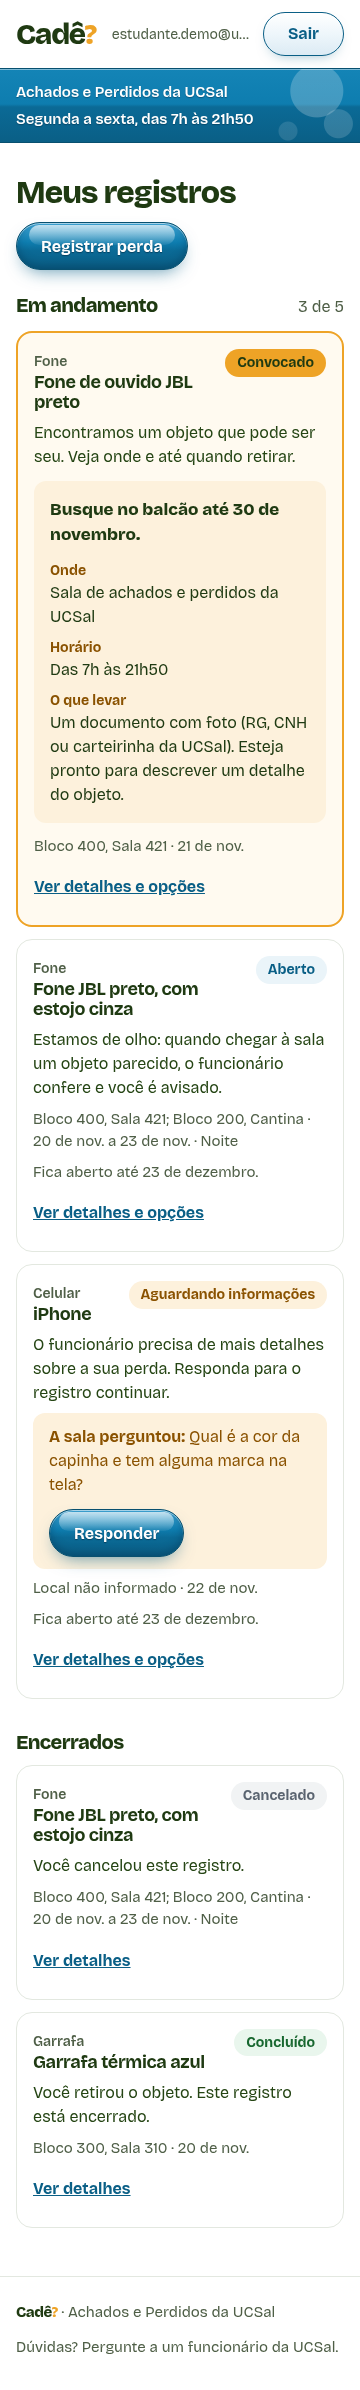 Cadê? estudante.demo@u... Sair
Achados e Perdidos da UCSal
Segunda a sexta, das 7h às 21h50
Meus registros
Registrar perda
Em andamento 3 de 5
Fone Convocado
Fone de ouvido JBL
preto
Encontramos um objeto que pode ser
seu. Veja onde e até quando retirar.
Busque no balcão até 30 de
novembro.
Onde
Sala de achados e perdidos da
UCSal
Horário
Das 7h às 21h50
O que levar
Um documento com foto (RG, CNH
ou carteirinha da UCSal). Esteja
pronto para descrever um detalhe
do objeto.
Bloco 400, Sala 421 · 21 de nov.
Ver detalhes e opções
Fone Aberto
Fone JBL preto, com
estojo cinza
Estamos de olho: quando chegar à sala
um objeto parecido, o funcionário
confere e você é avisado.
Bloco 400, Sala 421; Bloco 200, Cantina ·
20 de nov. a 23 de nov. · Noite
Fica aberto até 23 de dezembro.
Ver detalhes e opções
Celular Aguardando informações
iPhone
O funcionário precisa de mais detalhes
sobre a sua perda. Responda para o
registro continuar.
A sala perguntou: Qual é a cor da
capinha e tem alguma marca na
tela?
Responder
Local não informado · 22 de nov.
Fica aberto até 23 de dezembro.
Ver detalhes e opções
Encerrados
Fone Cancelado
Fone JBL preto, com
estojo cinza
Você cancelou este registro.
Bloco 400, Sala 421; Bloco 200, Cantina ·
20 de nov. a 23 de nov. · Noite
Ver detalhes
Garrafa Concluído
Garrafa térmica azul
Você retirou o objeto. Este registro
está encerrado.
Bloco 300, Sala 310 · 20 de nov.
Ver detalhes
Cadê? · Achados e Perdidos da UCSal
Dúvidas? Pergunte a um funcionário da UCSal.